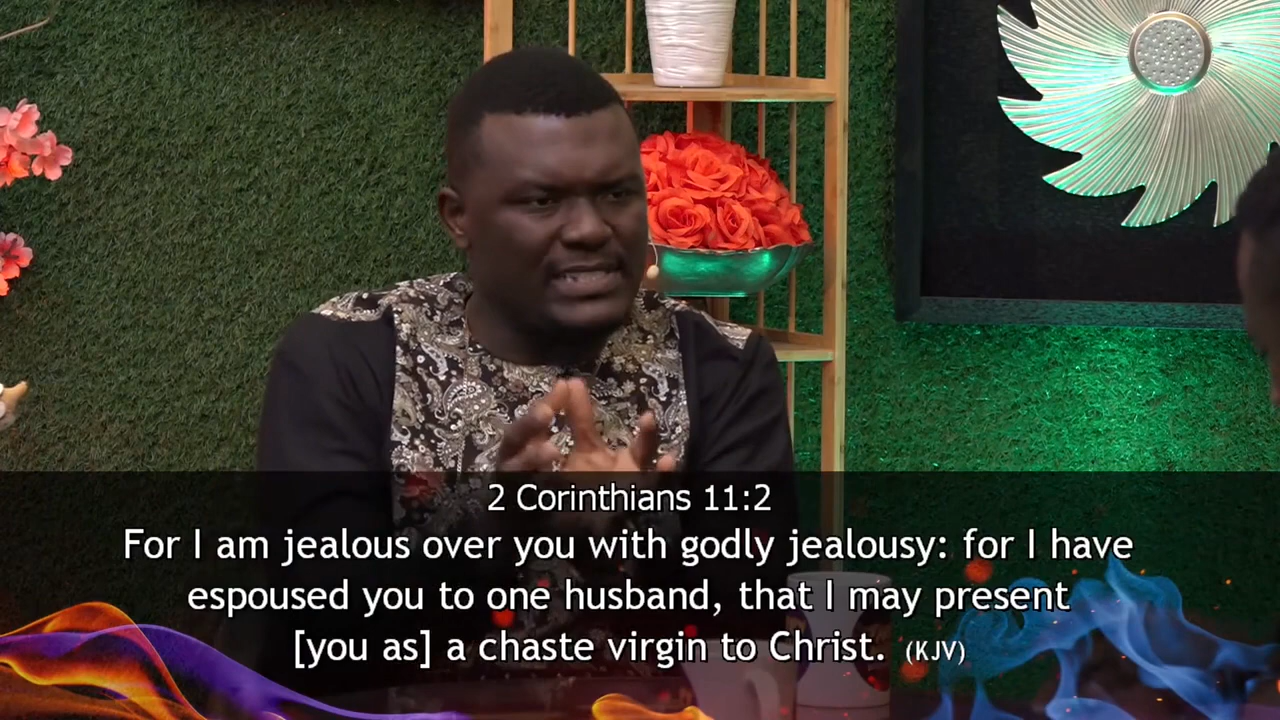 2 Corinthians 11:2
For I am jealous over you with godly jealousy: for I have
espoused you to one husband, that I may present
[you as] a chaste virgin to Christ. (KJV)